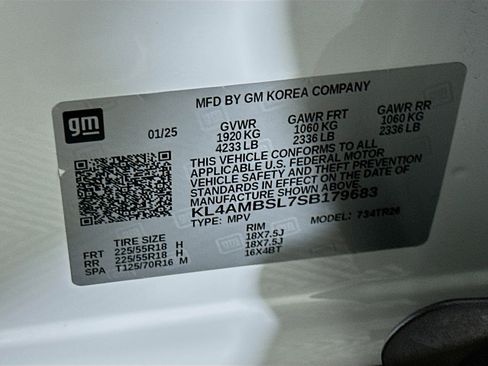 MFD BY GM KOREA COMPANY
gm
01/25
GVWR GAWR FRT GAWR RR
1920 KG 1060 KG 1060 KG
4233 LB 2336 LB 2336 LB
THIS VEHICLE CONFORMS TO ALL
APPLICABLE U.S. FEDERAL MOTOR
VEHICLE SAFETY AND THEFT PREVENTION
STANDARDS IN EFFECT ON THE DATE OF
MANUFACTURE SHOWN ABOVE.
KL4AMBSL7SB179683
TYPE: MPV MODEL: 734TR26
TIRE SIZE RIM
FRT 225/55R18 H 18X7.5J
RR 225/55R18 H 18X7.5J
SPA T125/70R16 M 16X4BT